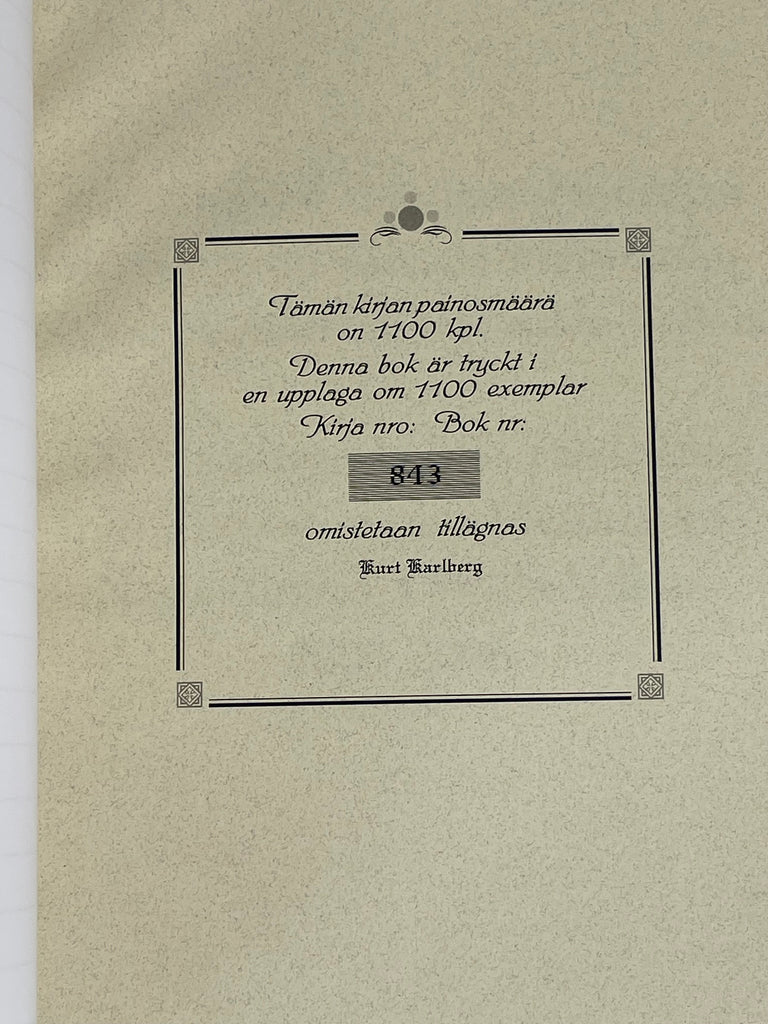 Tämän kirjan painosmäärä
on 1100 kpl.
Denna bok är tryckt i
en upplaga om 1100 exemplar
Kirja nro: Bok nr:
843
omistetaan tillägnas
Kurt Karlberg